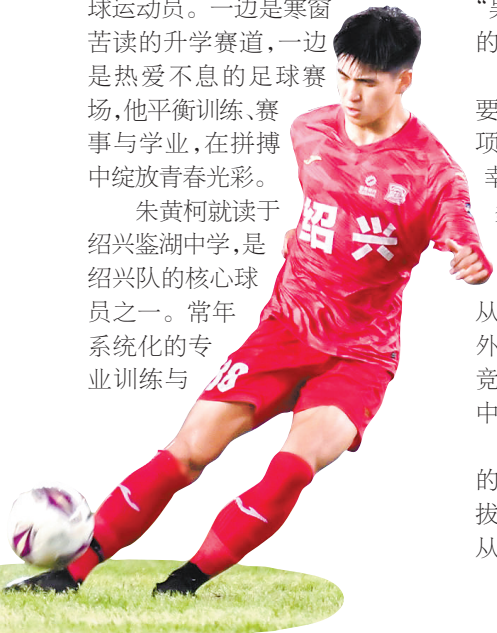 球运动员。一边是寒窗
苦读的升学赛道,一边
是热爱不息的足球赛
场,他平衡训练、赛
事与学业,在拼搏
中绽放青春光彩。
朱黄柯就读于
绍兴鉴湖中学,是
绍兴队的核心球
员之一。常年
系统化的专
业训练与
绍兴
88
的
要
项
幸
从
外
竞
中
的
拔
从